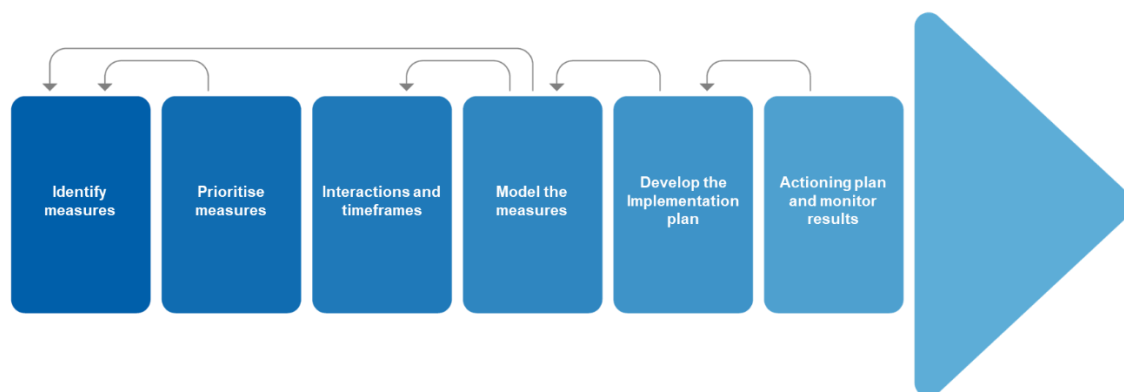 Identify
measures
Prioritise
measures
Interactions and
timeframes
Model the
measures
Develop the
Implementation
plan
Actioning plan
and monitor
results